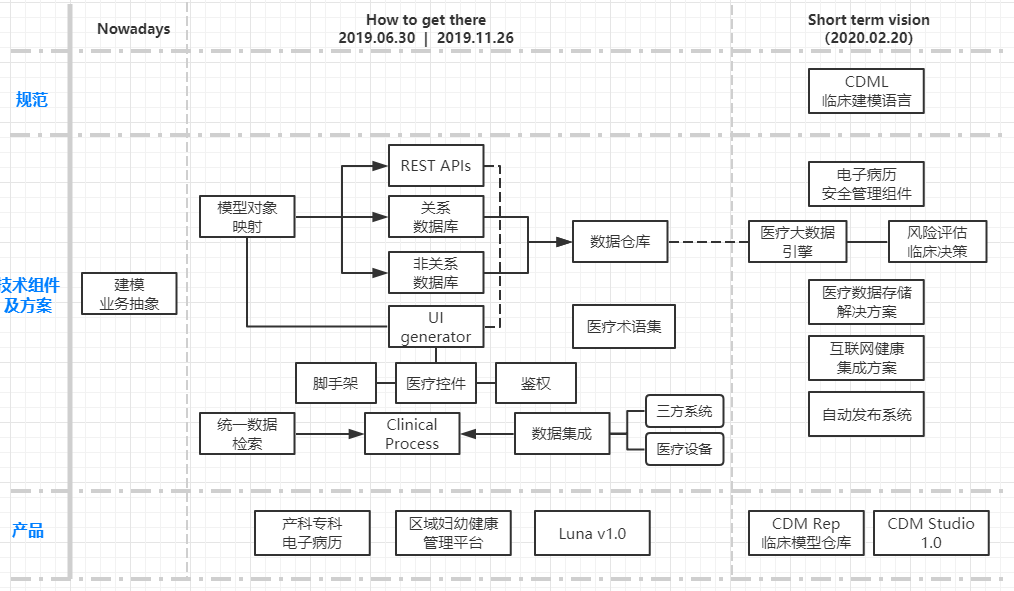 Nowadays
How to get there
2019.06.30 | 2019.11.26
Short term vision
(2020.02.20)
规范
CDML
临床建模语言
技术组件
及方案
建模
业务抽象
模型对象
映射
REST APIs
关系
数据库
非关系
数据库
UI
generator
数据仓库
医疗术语集
脚手架
医疗控件
鉴权
统一数据
检索
Clinical
Process
数据集成
三方系统
医疗设备
电子病历
安全管理组件
医疗大数据
引擎
风险评估
临床决策
医疗数据存储
解决方案
互联网健康
集成方案
自动发布系统
产品
产科专科
电子病历
区域妇幼健康
管理平台
Luna v1.0
CDM Rep
临床模型仓库
CDM Studio
1.0